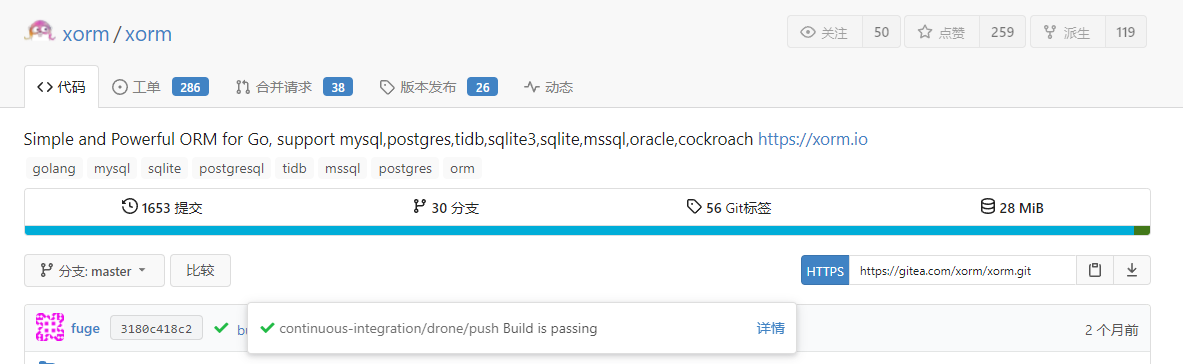 xorm / xorm 关注 50 点赞 259 派生 119
代码 工单 286 合并请求 38 版本发布 26 动态
Simple and Powerful ORM for Go, support mysql,postgres,tidb,sqlite3,sqlite,mssql,oracle,cockroach https://xorm.io
golang mysql sqlite postgresql tidb mssql postgres orm
1653 提交 30 分支 56 Git标签 28 MiB
分支: master 比较 HTTPS https://gitea.com/xorm/xorm.git
fuge 3180c418c2 continuous-integration/drone/push Build is passing 详情 2 个月前